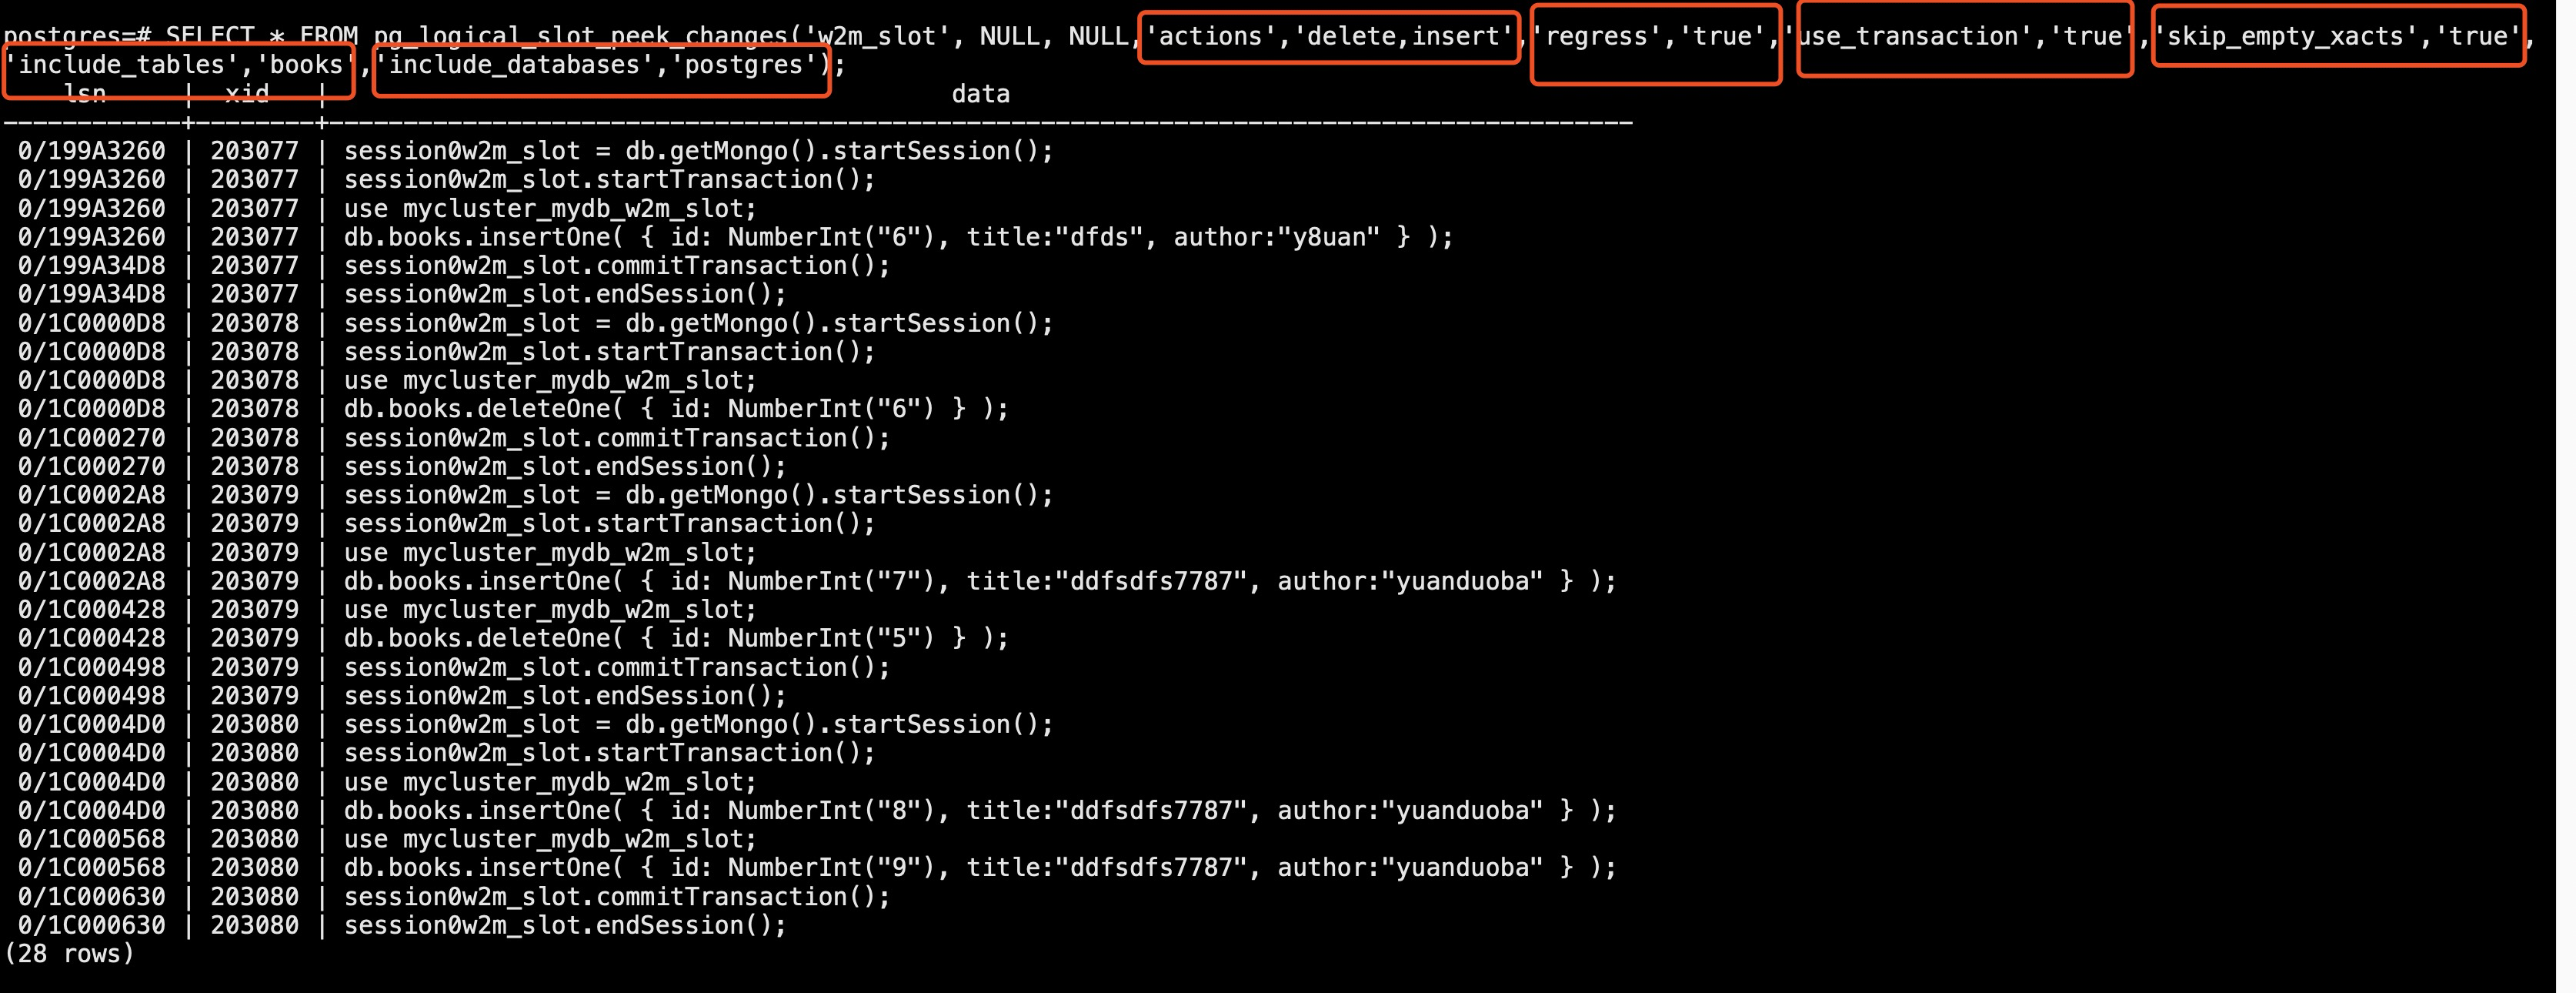 postgres=# SELECT * FROM pg_logical_slot_peek_changes('w2m_slot', NULL, NULL,'actions','delete,insert','regress','true','use_transaction','true','skip_empty_xacts','true',
'include_tables','books','include_databases','postgres');
lsn | xid | data
------------+--------+----------------------------------------------------------------------------------------
0/199A3260 | 203077 | session0w2m_slot = db.getMongo().startSession();
0/199A3260 | 203077 | session0w2m_slot.startTransaction();
0/199A3260 | 203077 | use mycluster_mydb_w2m_slot;
0/199A3260 | 203077 | db.books.insertOne( { id: NumberInt("6"), title:"dfds", author:"y8uan" } );
0/199A34D8 | 203077 | session0w2m_slot.commitTransaction();
0/199A34D8 | 203077 | session0w2m_slot.endSession();
0/1C0000D8 | 203078 | session0w2m_slot = db.getMongo().startSession();
0/1C0000D8 | 203078 | session0w2m_slot.startTransaction();
0/1C0000D8 | 203078 | use mycluster_mydb_w2m_slot;
0/1C0000D8 | 203078 | db.books.deleteOne( { id: NumberInt("6") } );
0/1C000270 | 203078 | session0w2m_slot.commitTransaction();
0/1C000270 | 203078 | session0w2m_slot.endSession();
0/1C0002A8 | 203079 | session0w2m_slot = db.getMongo().startSession();
0/1C0002A8 | 203079 | session0w2m_slot.startTransaction();
0/1C0002A8 | 203079 | use mycluster_mydb_w2m_slot;
0/1C0002A8 | 203079 | db.books.insertOne( { id: NumberInt("7"), title:"ddfsdfs7787", author:"yuanduoba" } );
0/1C000428 | 203079 | use mycluster_mydb_w2m_slot;
0/1C000428 | 203079 | db.books.deleteOne( { id: NumberInt("5") } );
0/1C000498 | 203079 | session0w2m_slot.commitTransaction();
0/1C000498 | 203079 | session0w2m_slot.endSession();
0/1C0004D0 | 203080 | session0w2m_slot = db.getMongo().startSession();
0/1C0004D0 | 203080 | session0w2m_slot.startTransaction();
0/1C0004D0 | 203080 | use mycluster_mydb_w2m_slot;
0/1C0004D0 | 203080 | db.books.insertOne( { id: NumberInt("8"), title:"ddfsdfs7787", author:"yuanduoba" } );
0/1C000568 | 203080 | use mycluster_mydb_w2m_slot;
0/1C000568 | 203080 | db.books.insertOne( { id: NumberInt("9"), title:"ddfsdfs7787", author:"yuanduoba" } );
0/1C000630 | 203080 | session0w2m_slot.commitTransaction();
0/1C000630 | 203080 | session0w2m_slot.endSession();
(28 rows)